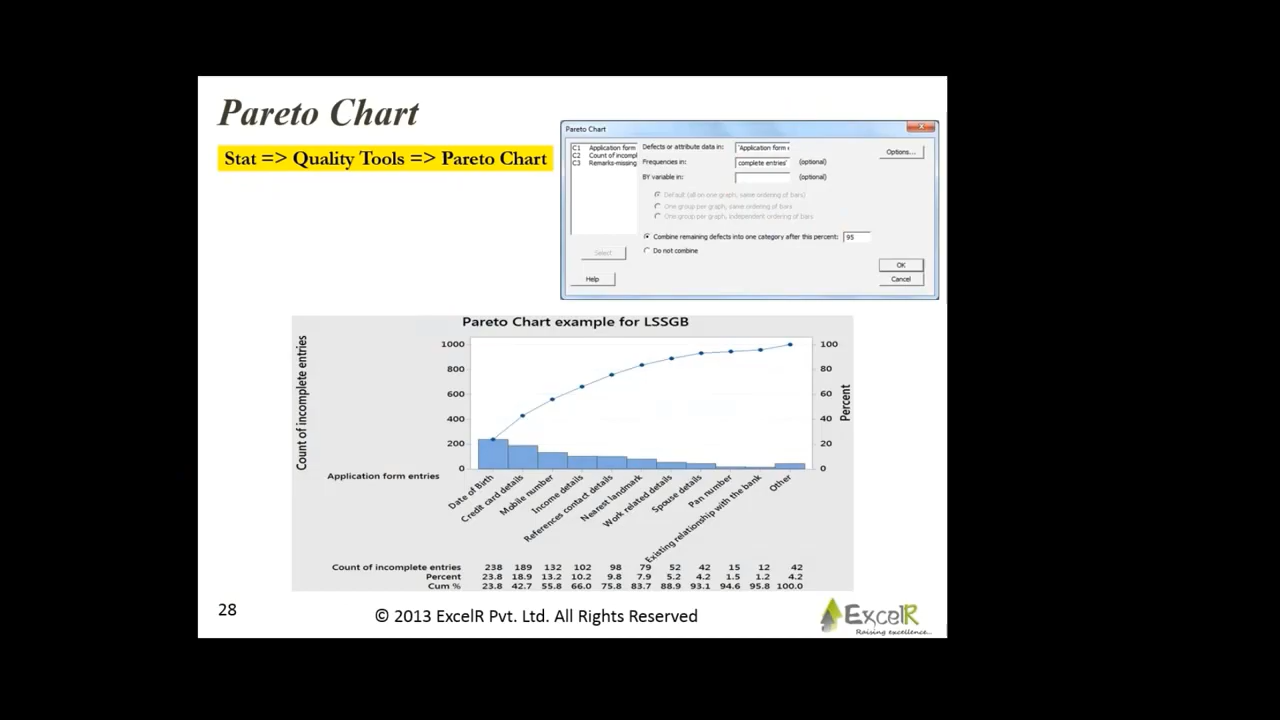 Pareto Chart
Stat => Quality Tools => Pareto Chart
Pareto Chart
C1 Application form
C2 Count of incompl
C3 Remarks-missing
Defects or attribute data in: 'Application form e
Frequencies in: complete entries' (optional)
BY variable in: (optional)
Default (all on one graph, same ordering of bars)
One group per graph, same ordering of bars
One group per graph, independent ordering of bars
Combine remaining defects into one category after this percent: 95
Do not combine
Options...
Select
Help
OK
Cancel
Pareto Chart example for LSSGB
Count of incomplete entries
1000
800
600
400
200
0
100
80
60
40
20
0
Percent
Application form entries
Date of Birth
Credit card details
Mobile number
Income details
References contact details
Nearest landmark
Work related details
Spouse details
Pan number
Existing relationship with the bank
Other
Count of incomplete entries 238 189 132 102 98 79 52 42 15 12 42
Percent 23.8 18.9 13.2 10.2 9.8 7.9 5.2 4.2 1.5 1.2 4.2
Cum % 23.8 42.7 55.8 66.0 75.8 83.7 88.9 93.1 94.6 95.8 100.0
28
© 2013 ExcelR Pvt. Ltd. All Rights Reserved
ExcelR
Raising excellence..